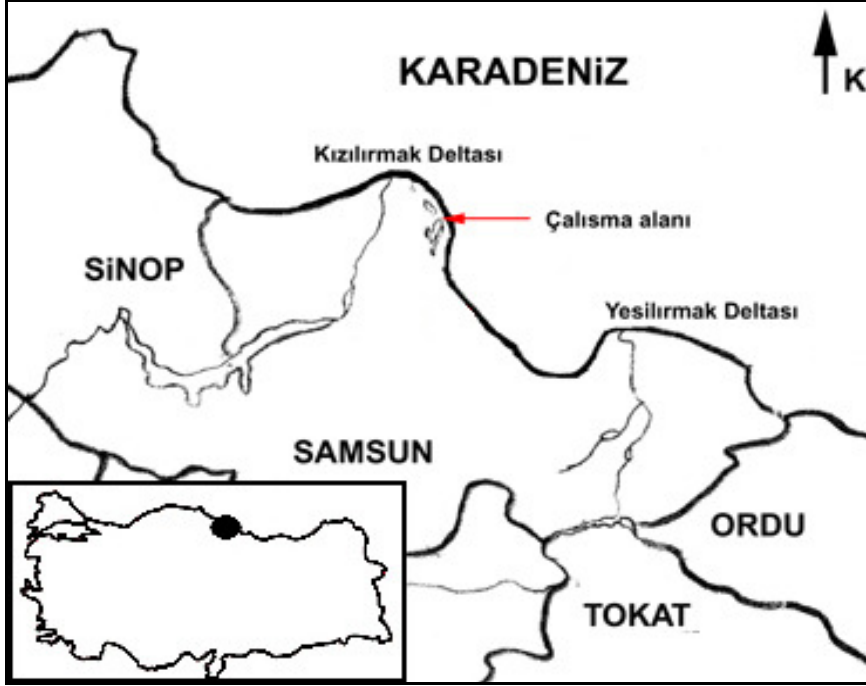 KARADENiZ
K
Kızılırmak Deltası
Çalısma alanı
SiNOP
Yesilırmak Deltası
SAMSUN
ORDU
TOKAT